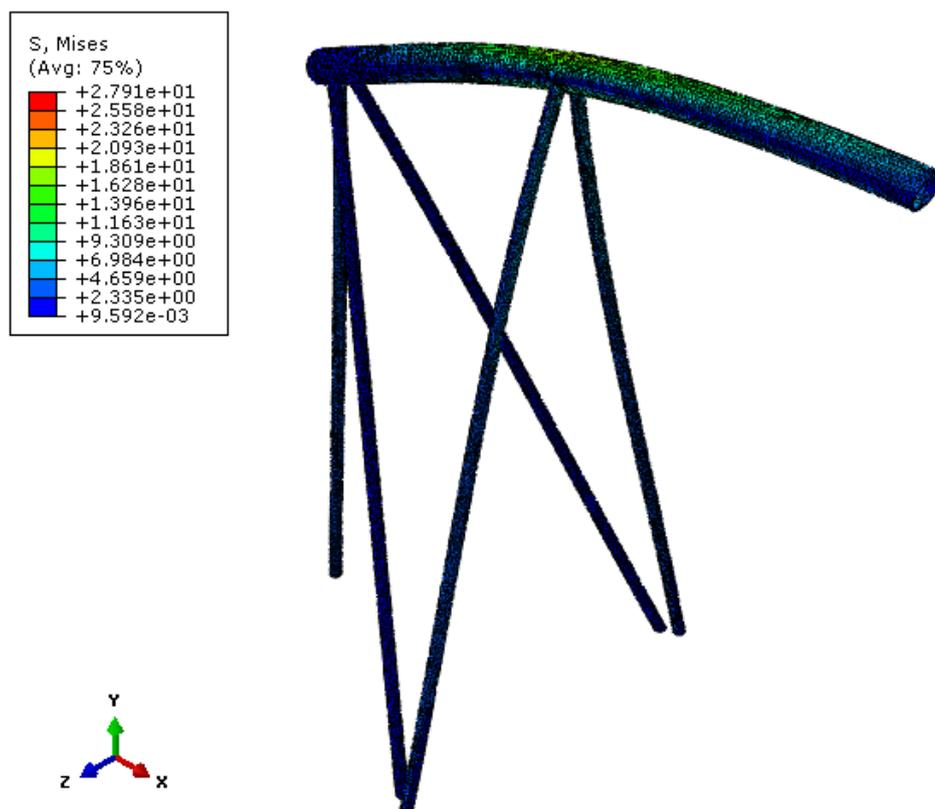 S, Mises
(Avg: 75%)
+2.791e+01
+2.558e+01
+2.326e+01
+2.093e+01
+1.861e+01
+1.628e+01
+1.396e+01
+1.163e+01
+9.309e+00
+6.984e+00
+4.659e+00
+2.335e+00
+9.592e-03
Y
Z
X